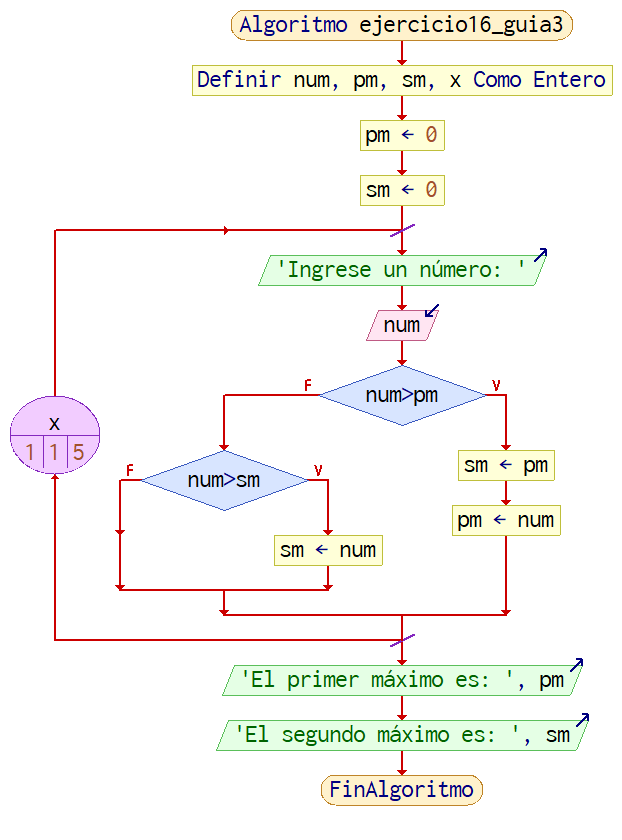 Algoritmo ejercicio16_guia3
Definir num, pm, sm, x Como Entero
pm ← 0
sm ← 0
'Ingrese un número: '
num
num>pm
F
V
x
1 1 5
num>sm
F
V
sm ← pm
pm ← num
sm ← num
'El primer máximo es: ', pm
'El segundo máximo es: ', sm
FinAlgoritmo